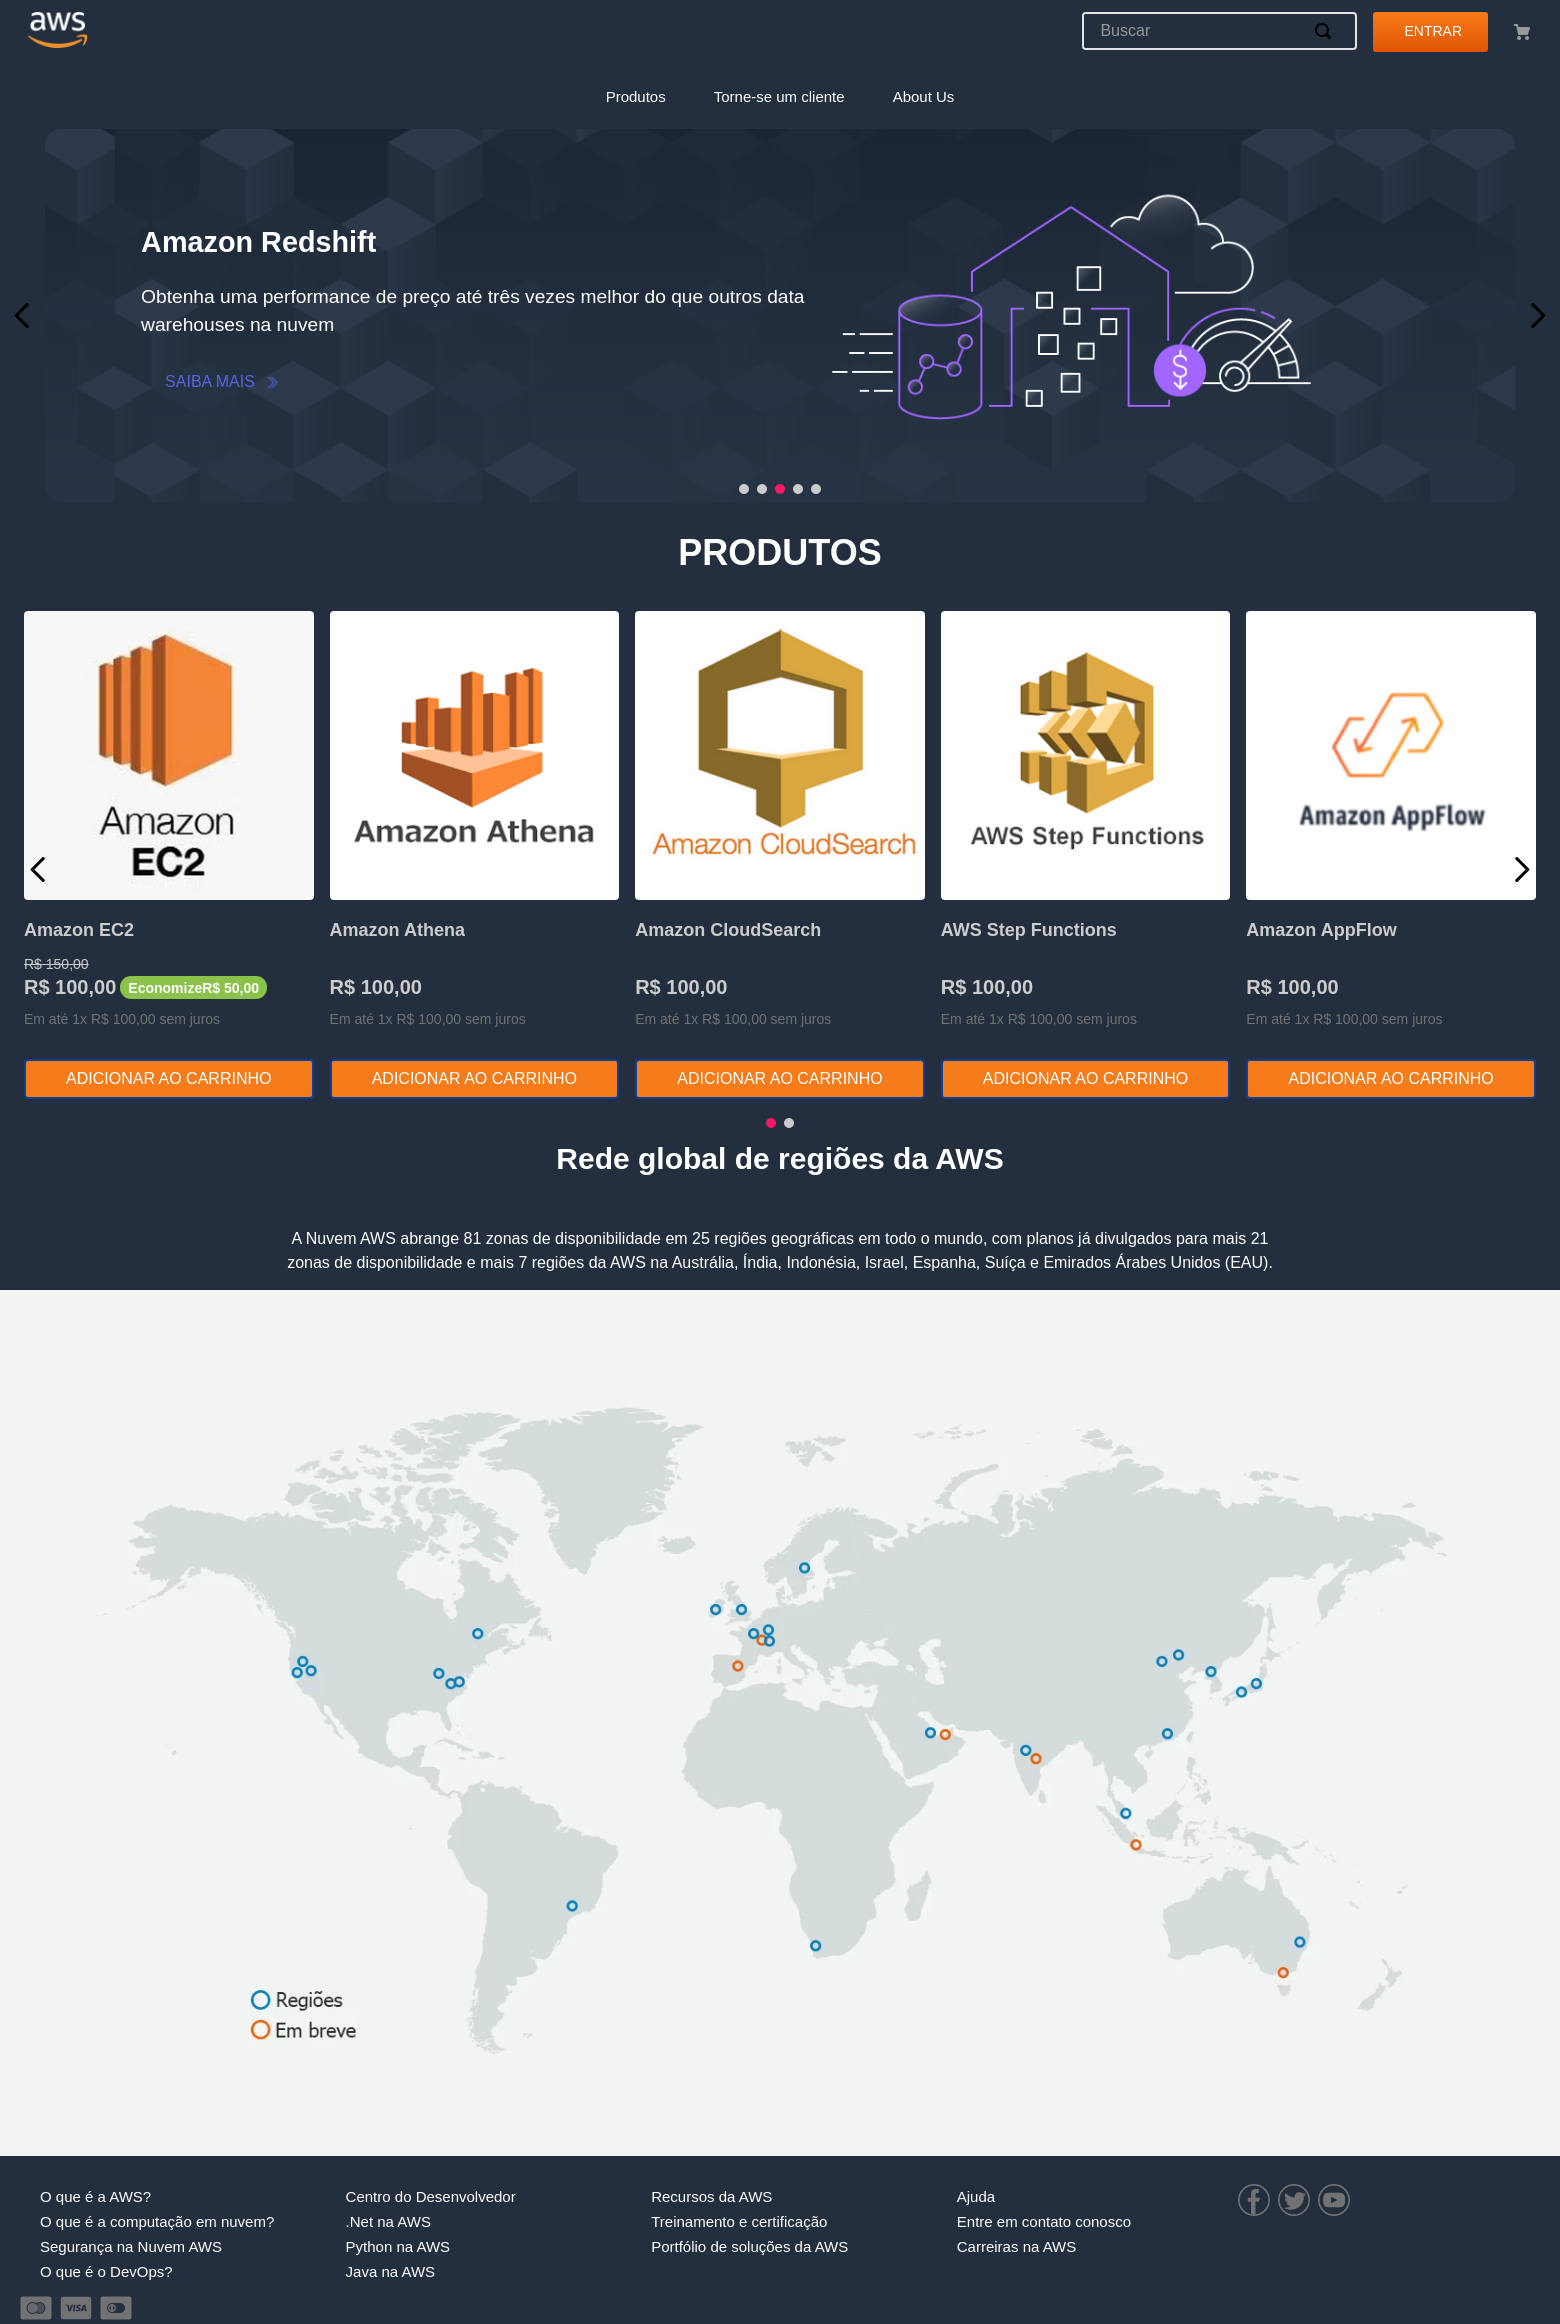 aws
Buscar
ENTRAR
Produtos
Torne-se um cliente
About Us
Amazon Redshift
Obtenha uma performance de preço até três vezes melhor do que outros data
warehouses na nuvem
SAIBA MAIS
$
PRODUTOS
Amazon
EC2
Amazon Athena
Amazon CloudSearch
AWS Step Functions
Amazon AppFlow
Amazon EC2
R$ 150,00
R$ 100,00 EconomizeR$ 50,00
Em até 1x R$ 100,00 sem juros
ADICIONAR AO CARRINHO
Amazon Athena
R$ 100,00
Em até 1x R$ 100,00 sem juros
ADICIONAR AO CARRINHO
Amazon CloudSearch
R$ 100,00
Em até 1x R$ 100,00 sem juros
ADICIONAR AO CARRINHO
AWS Step Functions
R$ 100,00
Em até 1x R$ 100,00 sem juros
ADICIONAR AO CARRINHO
Amazon AppFlow
R$ 100,00
Em até 1x R$ 100,00 sem juros
ADICIONAR AO CARRINHO
Rede global de regiões da AWS
A Nuvem AWS abrange 81 zonas de disponibilidade em 25 regiões geográficas em todo o mundo, com planos já divulgados para mais 21
zonas de disponibilidade e mais 7 regiões da AWS na Austrália, Índia, Indonésia, Israel, Espanha, Suíça e Emirados Árabes Unidos (EAU).
Regiões
Em breve
O que é a AWS?
O que é a computação em nuvem?
Segurança na Nuvem AWS
O que é o DevOps?
Centro do Desenvolvedor
.Net na AWS
Python na AWS
Java na AWS
Recursos da AWS
Treinamento e certificação
Portfólio de soluções da AWS
Ajuda
Entre em contato conosco
Carreiras na AWS
VISA